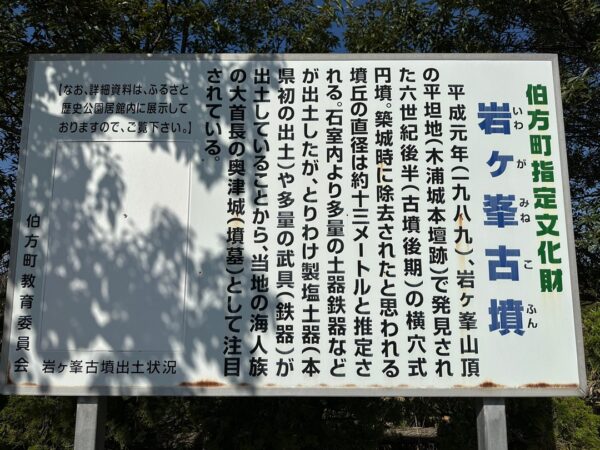 伯方町指定文化財
岩ヶ峯古墳
いわがみねこふん
平成元年(一九八九)、岩ヶ峯山頂
の平坦地(木浦城本壇跡)で発見され
た六世紀後半(古墳後期)の横穴式
円墳。築城時に除去されたと思われる
墳丘の直径は約十三メートルと推定さ
れる。石室内より多量の土器鉄器など
が出土したが、とりわけ製塩土器(本
県初の出土)や多量の武具(鉄器)が
出土していることから、当地の海人族
の大首長の奥津城(墳墓)として注目
されている。
【なお、詳細資料は、ふるさと
歴史公園居館内に展示して
おりますので、ご覧下さい。】
岩ヶ峯古墳出土状況
伯方町教育委員会